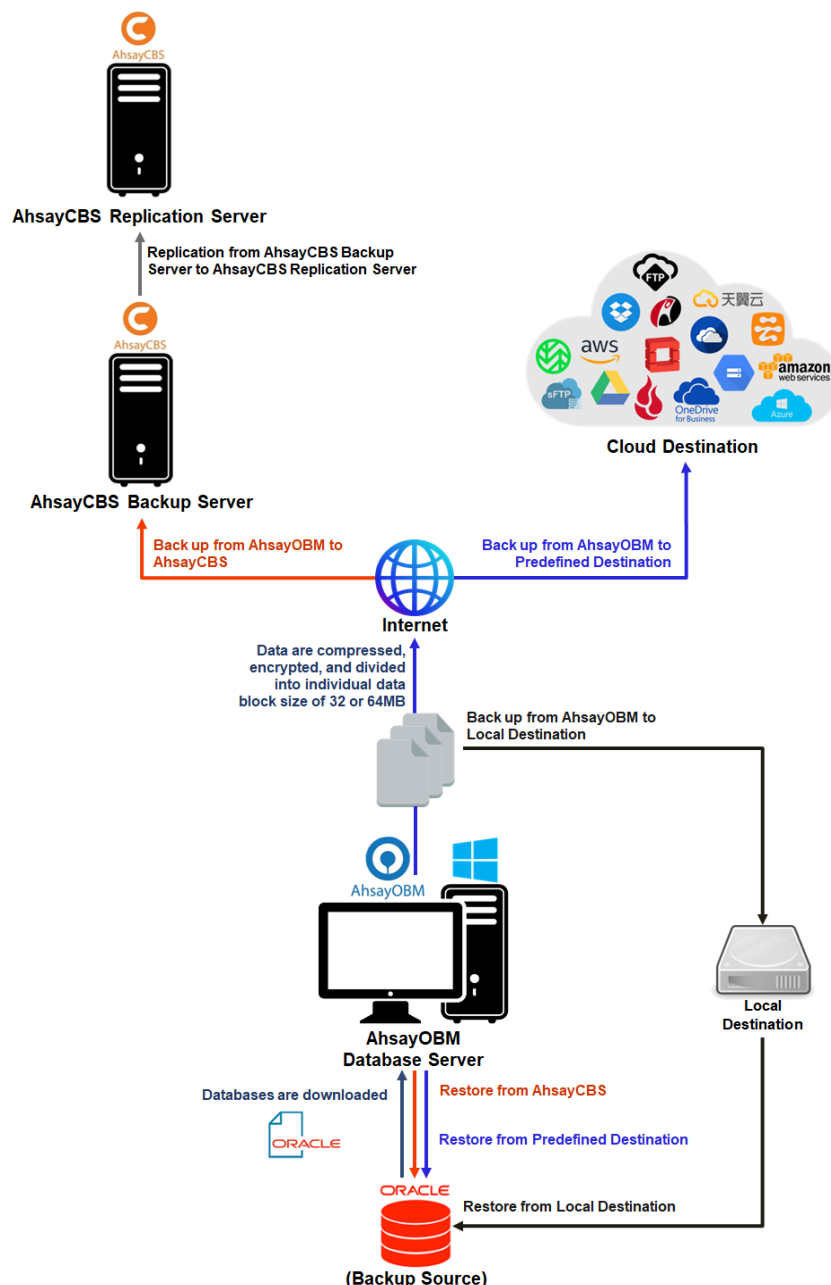 AhsayCBS
AhsayCBS Replication Server
Replication from AhsayCBS Backup
Server to AhsayCBS Replication Server
AhsayCBS
AhsayCBS Backup Server
FTP
天翼云
aws
amazon
web services
sFTP
OneDrive
for Business
Azure
Cloud Destination
Back up from AhsayOBM to
AhsayCBS
Back up from AhsayOBM to
Predefined Destination
Internet
Data are compressed,
encrypted, and divided
into individual data
block size of 32 or 64MB
Back up from AhsayOBM to
Local Destination
AhsayOBM
AhsayOBM
Database Server
Local
Destination
Databases are downloaded
ORACLE
Restore from AhsayCBS
Restore from Predefined Destination
ORACLE
Restore from Local Destination
(Backup Source)